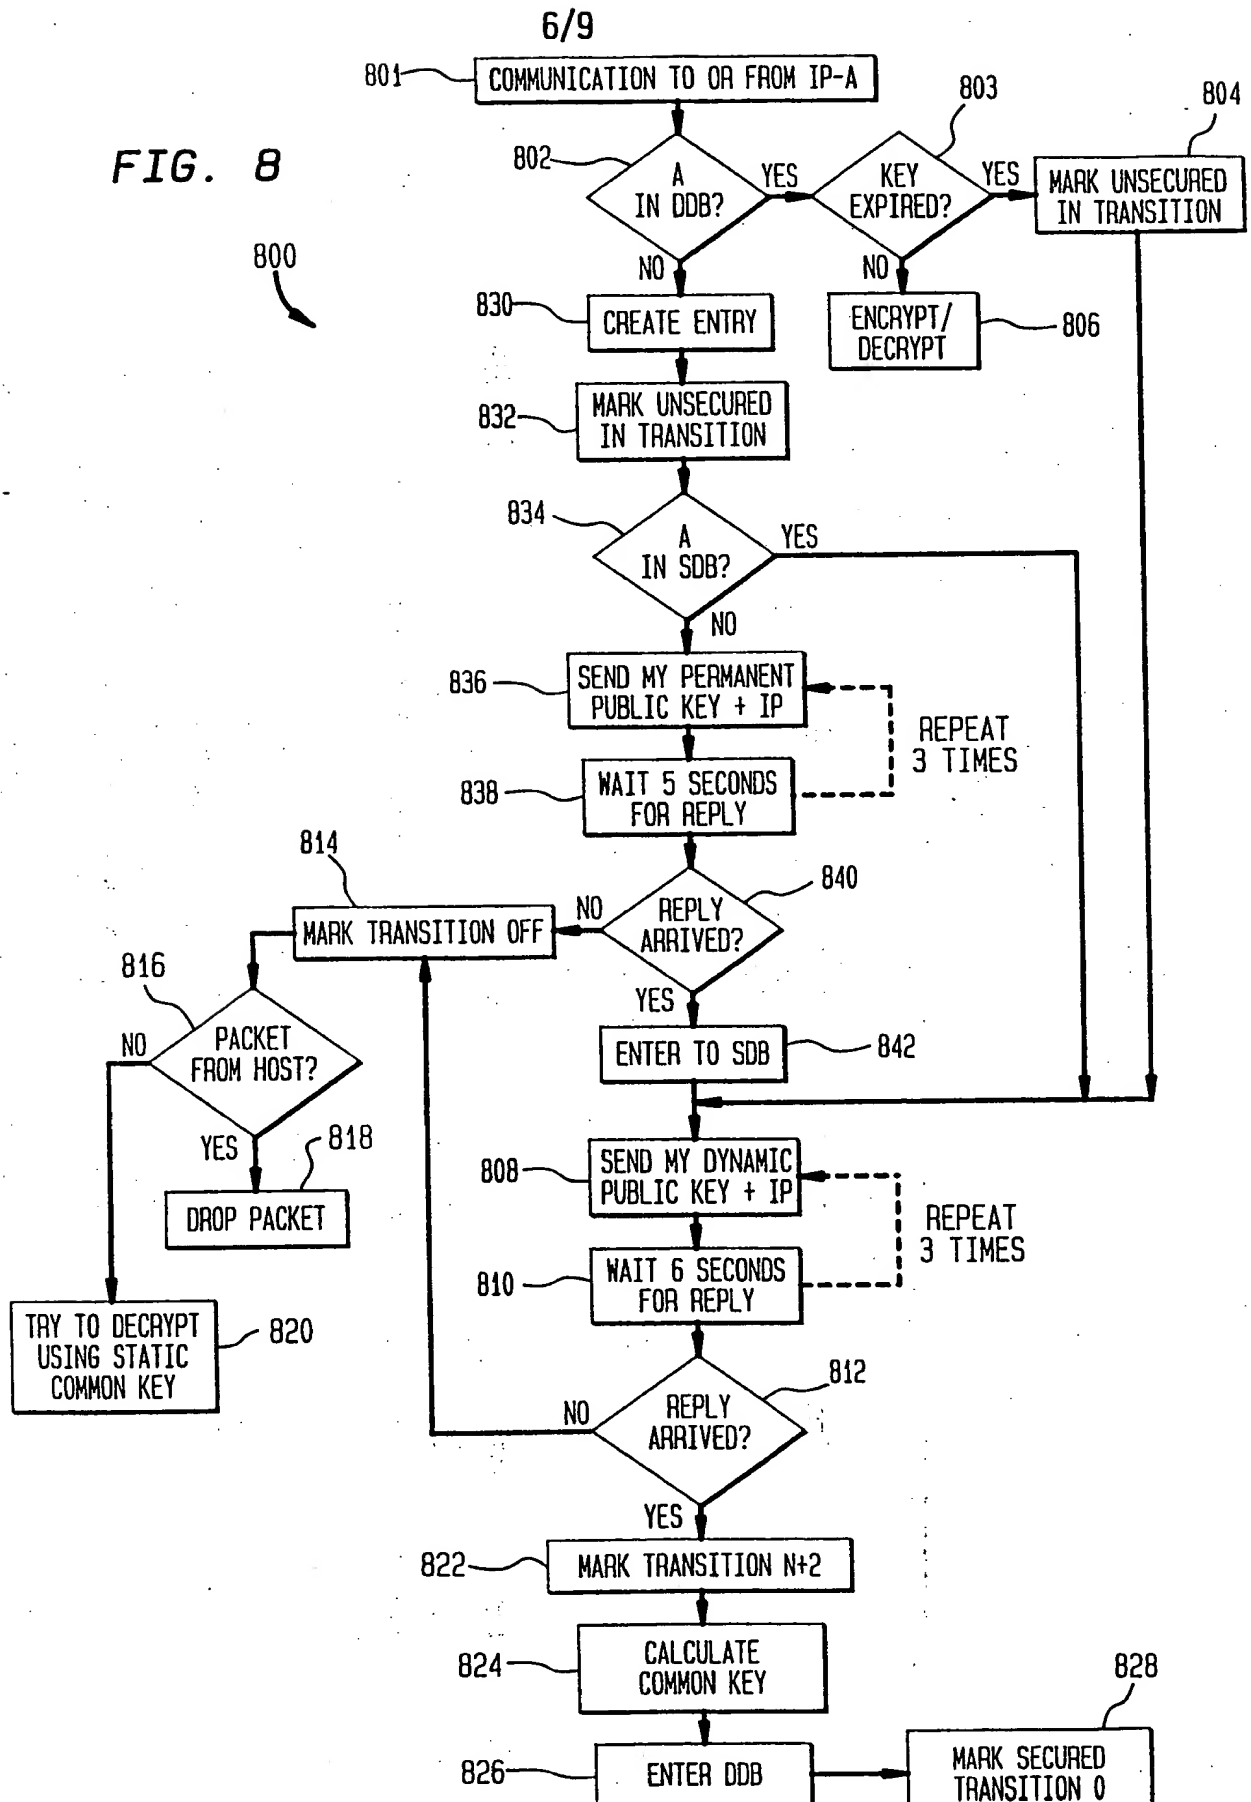 6/9
801
COMMUNICATION TO OR FROM IP-A
803
804
FIG. 8
802
A
IN DDB?
YES
KEY
EXPIRED?
YES
MARK UNSECURED
IN TRANSITION
800
NO
NO
830
CREATE ENTRY
ENCRYPT/
DECRYPT
806
832
MARK UNSECURED
IN TRANSITION
834
A
IN SDB?
YES
NO
836
SEND MY PERMANENT
PUBLIC KEY + IP
REPEAT
3 TIMES
838
WAIT 5 SECONDS
FOR REPLY
814
840
MARK TRANSITION OFF
NO
REPLY
ARRIVED?
816
YES
NO
PACKET
FROM HOST?
ENTER TO SDB
842
YES
818
DROP PACKET
808
SEND MY DYNAMIC
PUBLIC KEY + IP
REPEAT
3 TIMES
810
WAIT 6 SECONDS
FOR REPLY
TRY TO DECRYPT
USING STATIC
COMMON KEY
820
812
NO
REPLY
ARRIVED?
YES
822
MARK TRANSITION N+2
824
CALCULATE
COMMON KEY
828
826
ENTER DDB
MARK SECURED
TRANSITION 0